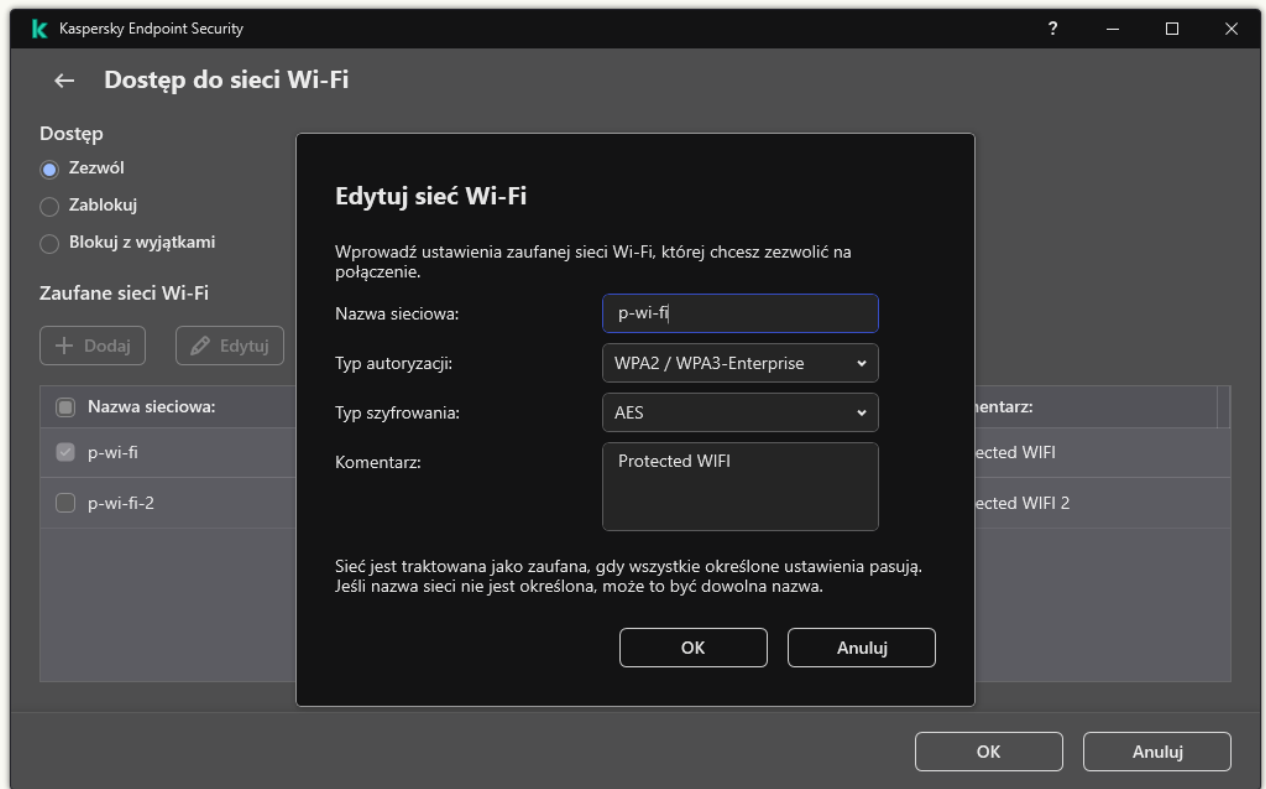 Kaspersky Endpoint Security
?
Dostęp do sieci Wi-Fi
Dostęp
Zezwól
Zablokuj
Blokuj z wyjątkami
Zaufane sieci Wi-Fi
Dodaj
Edytuj
Nazwa sieciowa:
p-wi-fi
p-wi-fi-2
Edytuj sieć Wi-Fi
Wprowadź ustawienia zaufanej sieci Wi-Fi, której chcesz zezwolić na
połączenie.
Nazwa sieciowa: p-wi-fi
Typ autoryzacji: WPA2 / WPA3-Enterprise
Typ szyfrowania: AES
Komentarz: Protected WIFI
Sieć jest traktowana jako zaufana, gdy wszystkie określone ustawienia pasują.
Jeśli nazwa sieci nie jest określona, może to być dowolna nazwa.
OK Anuluj
mentarz:
ected WIFI
ected WIFI 2
OK Anuluj